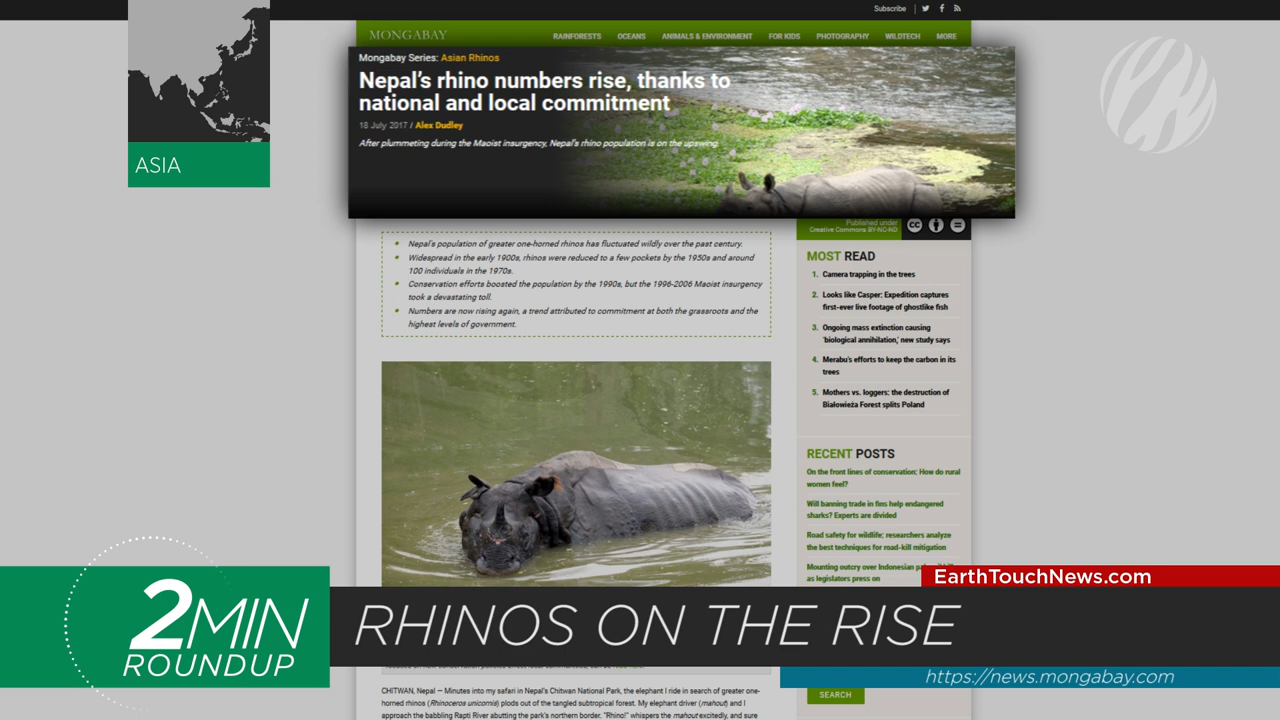 Subscribe
MONGABAY
RAINFORESTS OCEANS ANIMALS & ENVIRONMENT FOR KIDS PHOTOGRAPHY WILDTECH MORE
ASIA
Mongabay Series: Asian Rhinos
Nepal's rhino numbers rise, thanks to
national and local commitment
18 July 2017 / Alex Dudley
After plummeting during the Maoist insurgency, Nepal's rhino population is on the upswing.
Published under
Creative Commons BY-NC-ND
Nepal's population of greater one-horned rhinos has fluctuated wildly over the past century.
Widespread in the early 1900s, rhinos were reduced to a few pockets by the 1950s and around
100 individuals in the 1970s.
Conservation efforts boosted the population by the 1990s, but the 1996-2006 Maoist insurgency
took a devastating toll.
Numbers are now rising again, a trend attributed to commitment at both the grassroots and the
highest levels of government.
MOST READ
1. Camera trapping in the trees
2. Looks like Casper: Expedition captures
first-ever live footage of ghostlike fish
3. Ongoing mass extinction causing
'biological annihilation,' new study says
4. Merabu's efforts to keep the carbon in its
trees
5. Mothers vs. loggers: the destruction of
Białowieża Forest splits Poland
RECENT POSTS
On the front lines of conservation: How do rural
women feel?
Will banning trade in fins help endangered
sharks? Experts are divided
Road safety for wildlife: researchers analyze
the best techniques for road-kill mitigation
Mounting outcry over Indonesian
as legislators press on
EarthTouchNews.com
2MIN
ROUNDUP
RHINOS ON THE RISE
https://news.mongabay.com
SEARCH
CHITWAN, Nepal — Minutes into my safari in Nepal's Chitwan National Park, the elephant I ride in search of greater one-
horned rhinos (Rhinoceros unicornis) plods out of the tangled subtropical forest. My elephant driver (mahout) and I
approach the babbling Rapti River abutting the park's northern border. "Rhino!" whispers the mahout excitedly, and sure